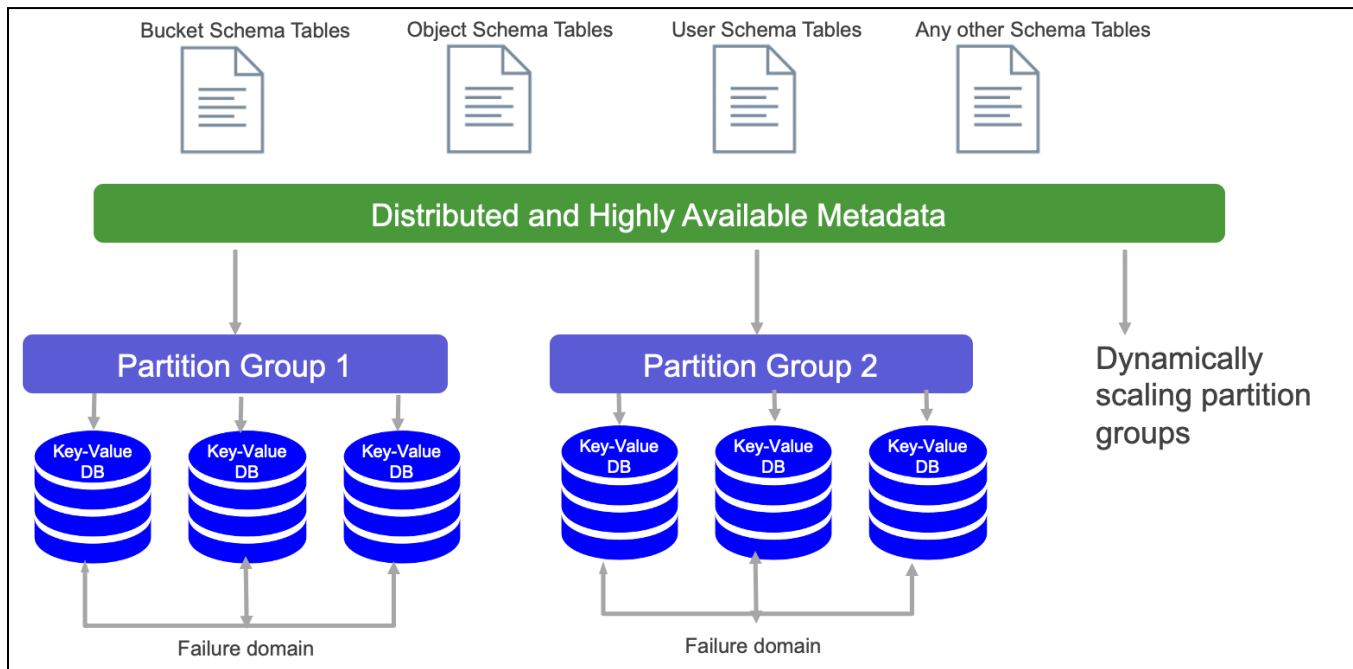 Bucket Schema Tables
Object Schema Tables
User Schema Tables
Any other Schema Tables
Distributed and Highly Available Metadata
Partition Group 1
Partition Group 2
Dynamically
scaling partition
groups
Key-Value
DB
Key-Value
DB
Key-Value
DB
Key-Value
DB
Key-Value
DB
Key-Value
DB
Failure domain
Failure domain